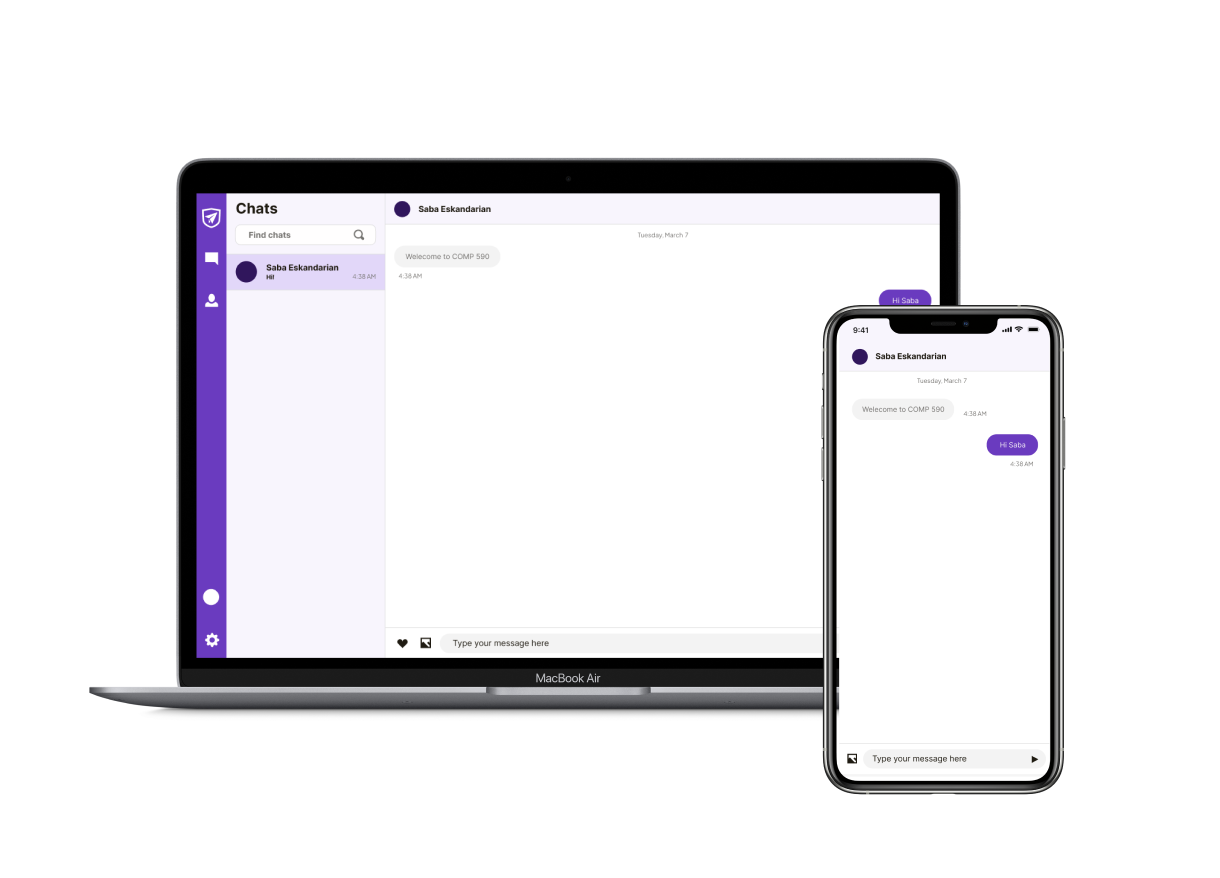 Chats
Find chats
Saba Eskandarian
Hi!
4:38 AM
Saba Eskandarian
Tuesday, March 7
Welecome to COMP 590
4:38 AM
Hi Saba
Type your message here
MacBook Air
9:41
Saba Eskandarian
Tuesday, March 7
Welecome to COMP 590
4:38 AM
Hi Saba
4:38 AM
Type your message here